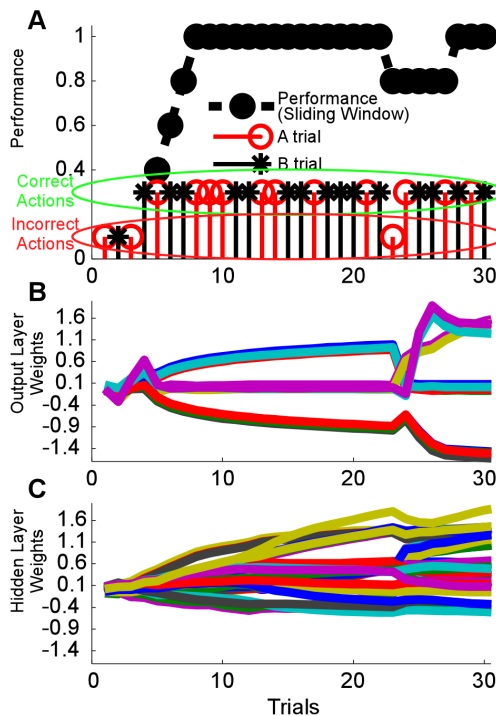 A
1
0.8
0.6
0.4
0
Performance
Performance
(Sliding Window)
A trial
B trial
Correct
Actions
Incorrect
Actions
0
10
20
30
B
1.6
1.1
0.6
0.1
-0.4
-0.9
-1.4
Output Layer
Weights
0
10
20
30
C
1.6
1.1
0.6
0.1
-0.4
-0.9
-1.4
Hidden Layer
Weights
0
10
20
30
Trials